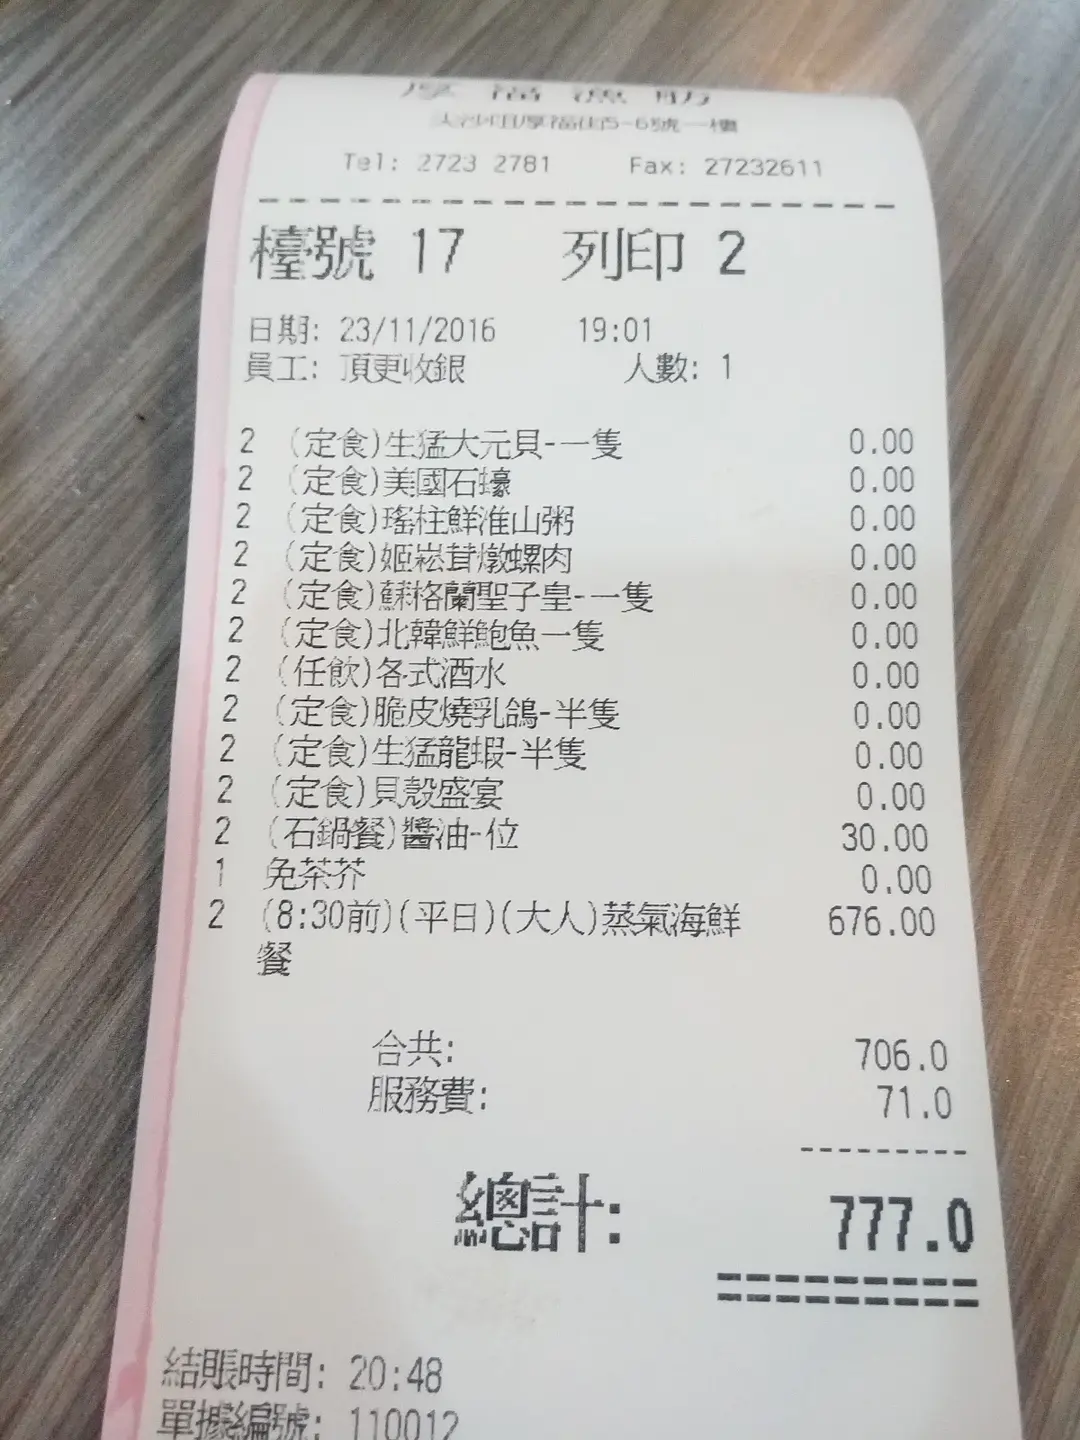 厚福漁舫
尖沙咀厚福街5-6號一樓
Tel: 2723 2781 Fax: 27232611
檯號 17 列印 2
日期: 23/11/2016 19:01
員工: 頂更收銀 人數: 1
2 (定食)生猛大元貝-一隻 0.00
2 (定食)美國石蠔 0.00
2 (定食)瑤柱鮮淮山粥 0.00
2 (定食)姬崧茸燉螺肉 0.00
2 (定食)蘇格蘭聖子皇-一隻 0.00
2 (定食)北韓鮮鮑魚一隻 0.00
2 (任飲)各式酒水 0.00
2 (定食)脆皮燒乳鴿-半隻 0.00
2 (定食)生猛龍蝦-半隻 0.00
2 (定食)貝殼盛宴 0.00
2 (石鍋餐)醬油-位 30.00
1 免茶芥 0.00
2 (8:30前)(平日)(大人)蒸氣海鮮 676.00
餐
合共: 706.0
服務費: 71.0
總計: 777.0
結賬時間: 20:48
單據編號: 110012